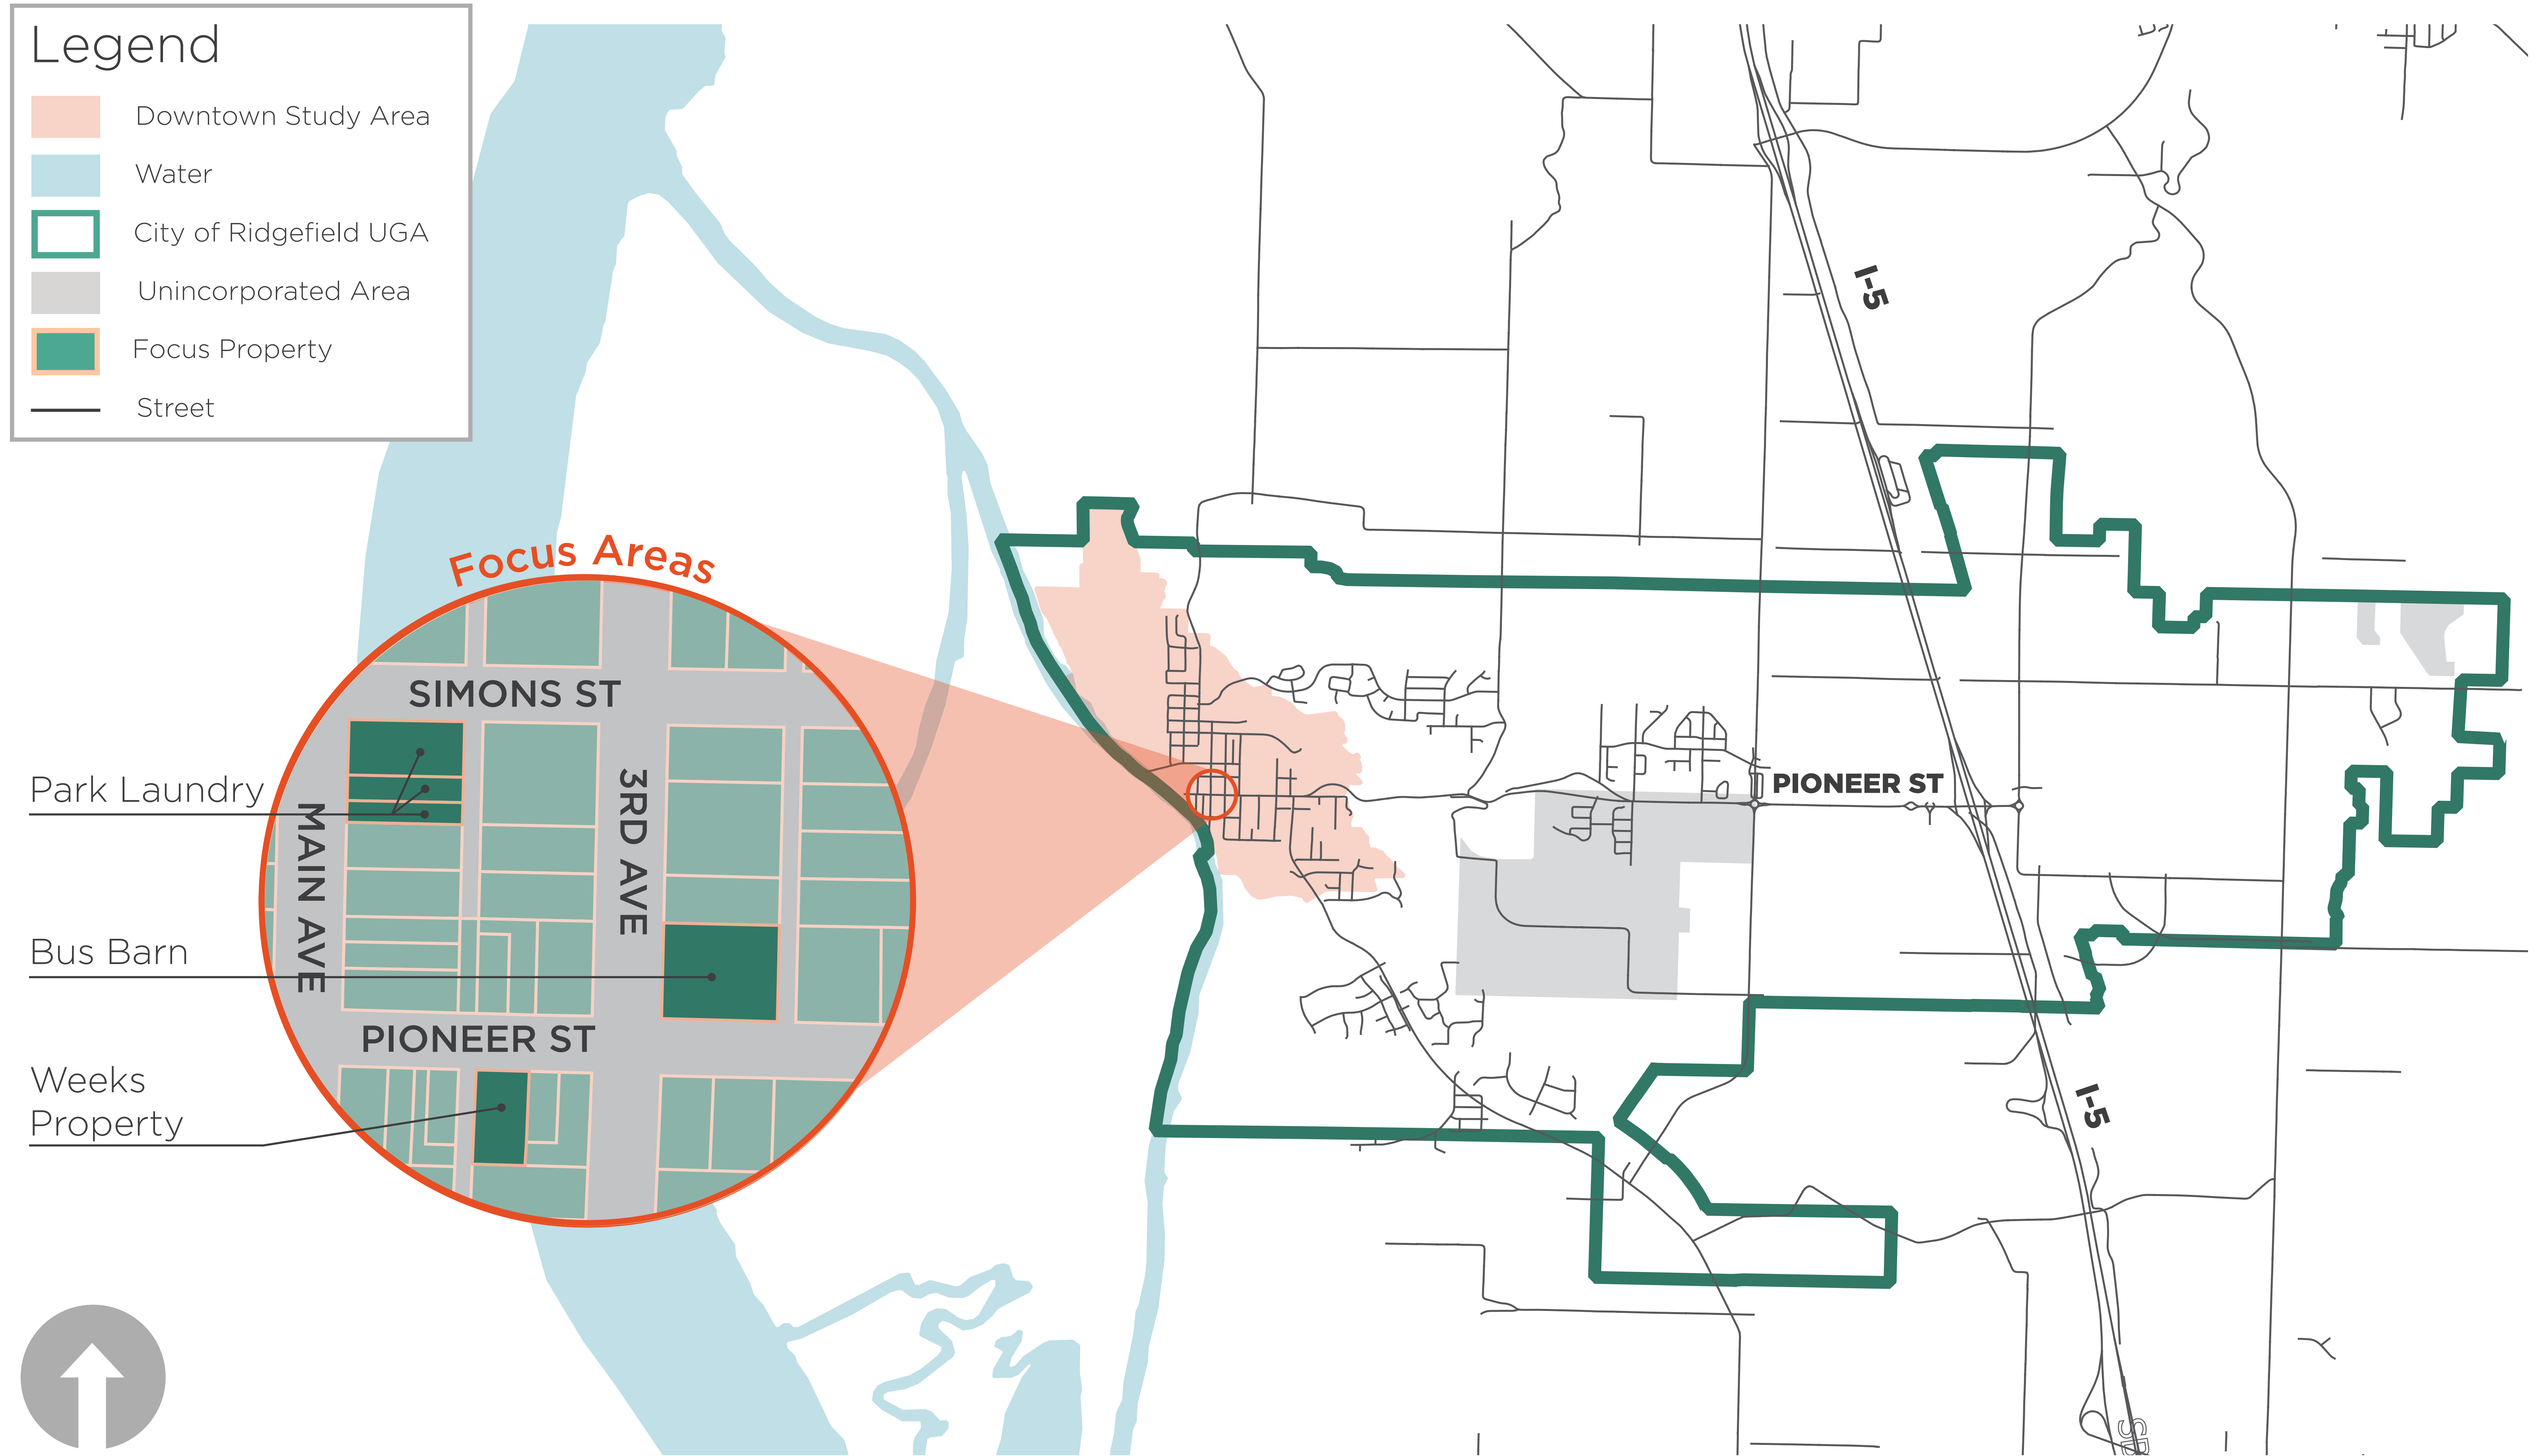 Legend
Downtown Study Area
Water
City of Ridgefield UGA
Unincorporated Area
Focus Property
Street
I-5
Focus Areas
SIMONS ST
Park Laundry
MAIN AVE
3RD AVE
PIONEER ST
Bus Barn
PIONEER ST
Weeks
Property
I-5